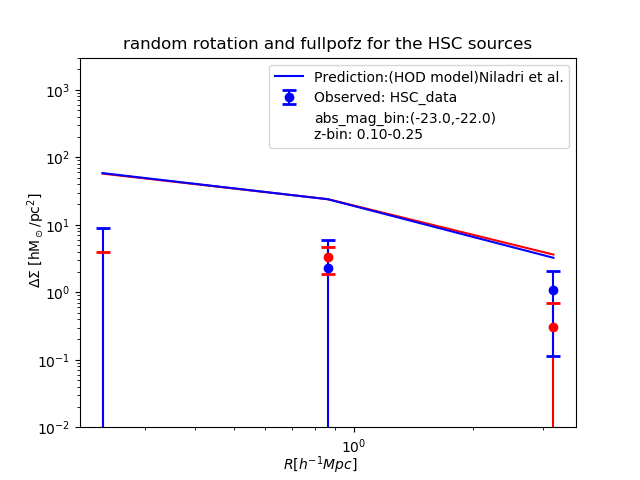 random rotation and fullpofz for the HSC sources
Prediction:(HOD model)Niladri et al.
Observed: HSC_data
abs_mag_bin:(-23.0,-22.0)
z-bin: 0.10-0.25
ΔΣ [hM⊙/pc²]
10³
10²
10¹
10⁰
10⁻¹
10⁻²
10⁰
R[h⁻¹Mpc]